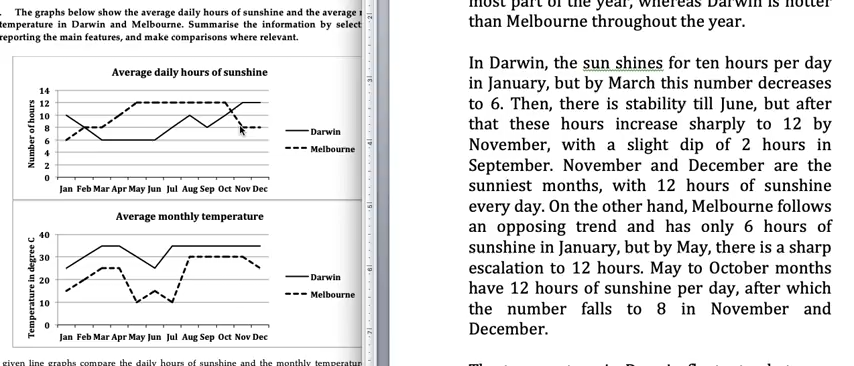 . The graphs below show the average daily hours of sunshine and the average
temperature in Darwin and Melbourne. Summarise the information by select
reporting the main features, and make comparisons where relevant.
Average daily hours of sunshine
Number of hours
14
12
10
8
6
4
2
0
Jan Feb Mar Apr May Jun Jul Aug Sep Oct Nov Dec
Darwin
Melbourne
Average monthly temperature
Temperature in degree C
40
30
20
10
0
Jan Feb Mar Apr May Jun Jul Aug Sep Oct Nov Dec
Darwin
Melbourne
given line graphs compare the daily hours of sunshine and the monthly temperatur
most part of the year, whereas Darwin is hotter
than Melbourne throughout the year.
In Darwin, the sun shines for ten hours per day
in January, but by March this number decreases
to 6. Then, there is stability till June, but after
that these hours increase sharply to 12 by
November, with a slight dip of 2 hours in
September. November and December are the
sunniest months, with 12 hours of sunshine
every day. On the other hand, Melbourne follows
an opposing trend and has only 6 hours of
sunshine in January, but by May, there is a sharp
escalation to 12 hours. May to October months
have 12 hours of sunshine per day, after which
the number falls to 8 in November and
December.